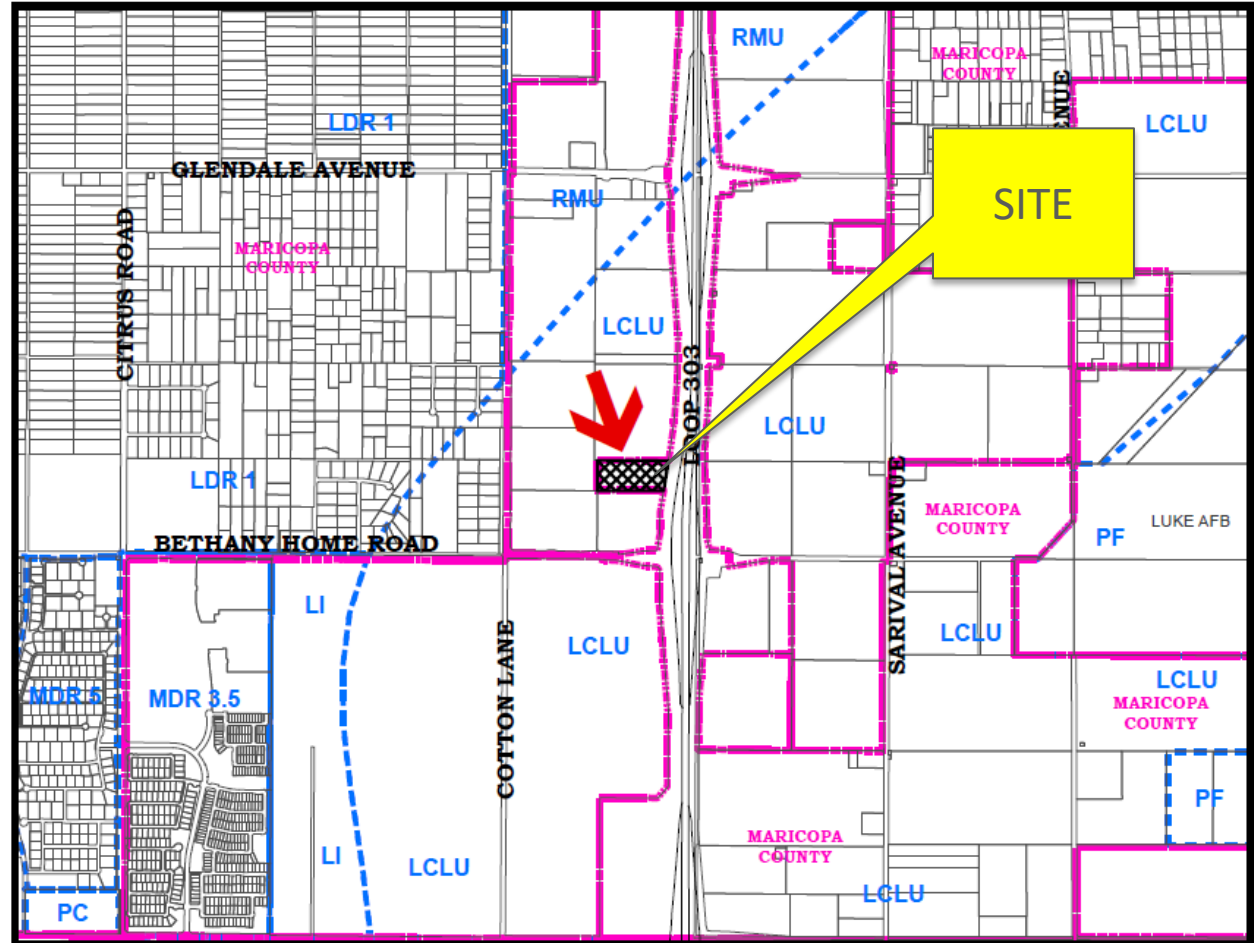 RMU
MARICOPA
COUNTY
ENUE
LCLU
LDR 1
GLENDALE AVENUE
RMU
SITE
CITRUS ROAD
MARICOPA
COUNTY
LCLU
LOOP 303
LCLU
LDR 1
SARIVAL AVENUE
MARICOPA
COUNTY
LUKE AFB
PF
BETHANY HOME ROAD
LI
COTTON LANE
LCLU
LCLU
MDR 5
MDR 3.5
LCLU
MARICOPA
COUNTY
PF
MARICOPA
COUNTY
LI
LCLU
LCLU
PC